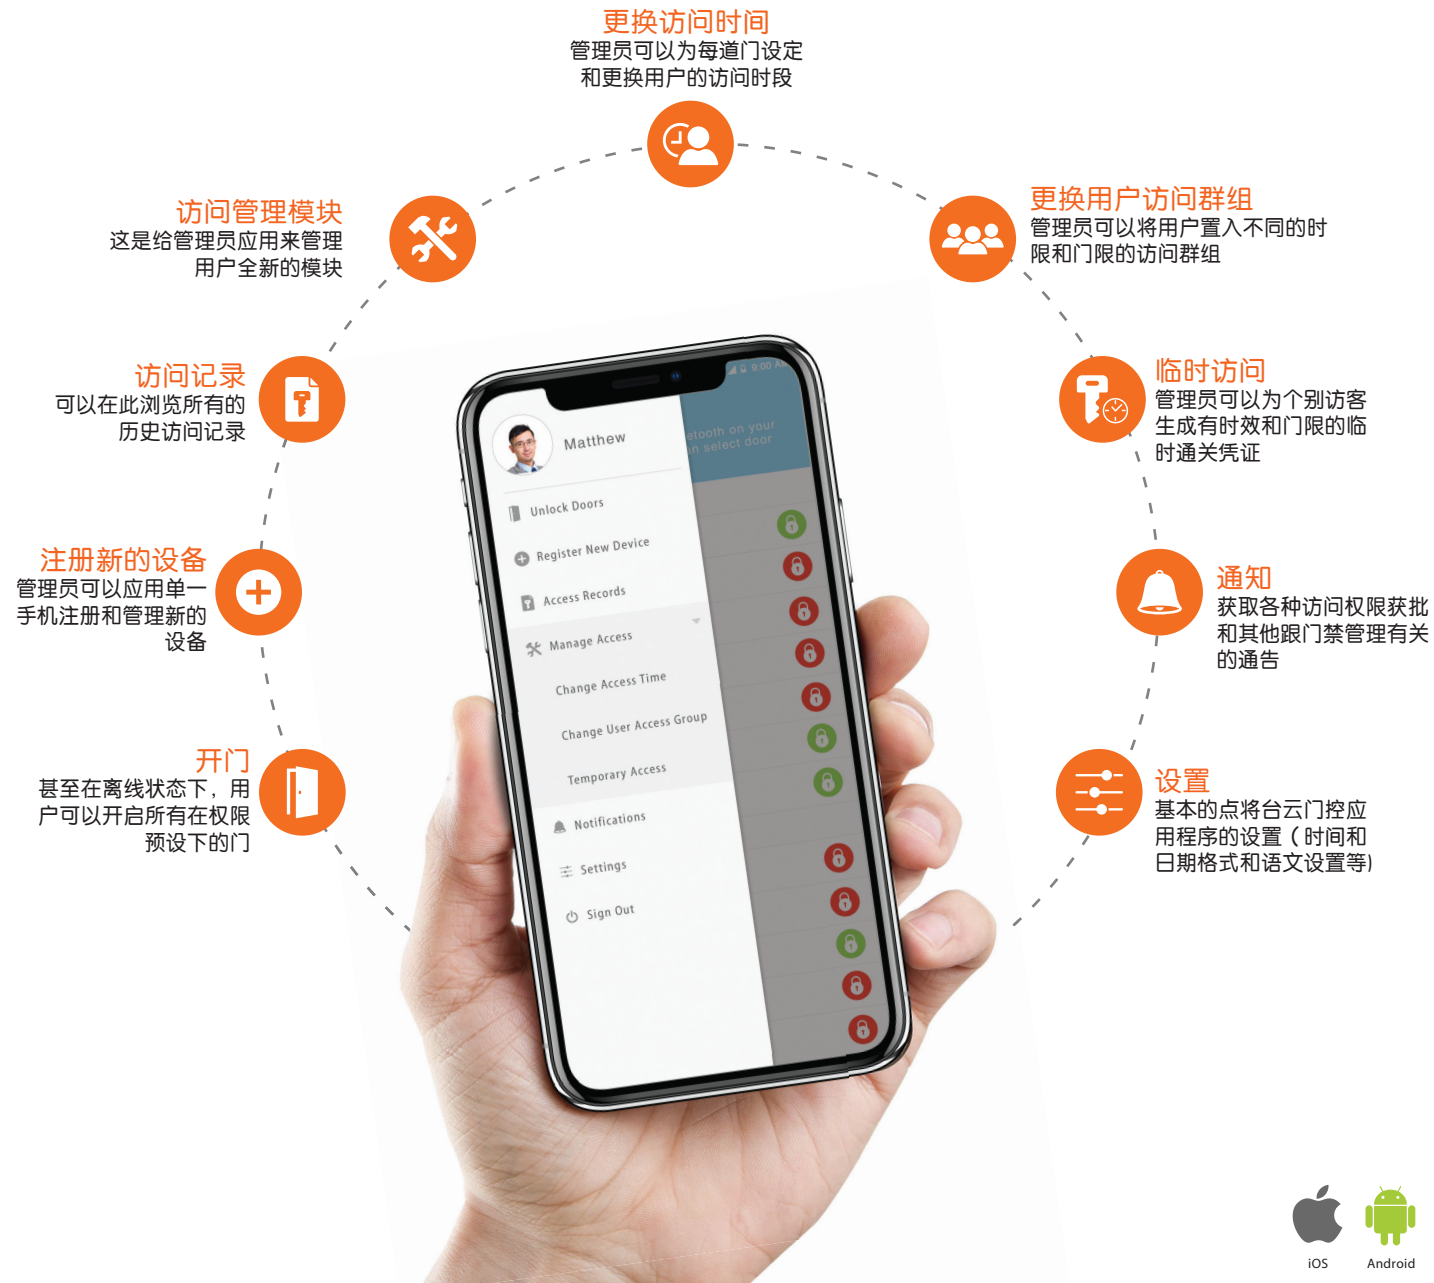 更换访问时间
管理员可以为每道门设定
和更换用户的访问时段
访问管理模块
这是给管理员应用来管理
用户全新的模块
更换用户访问群组
管理员可以将用户置入不同的时
限和门限的访问群组
访问记录
可以在此浏览所有的
历史访问记录
临时访问
管理员可以为个别访客
生成有时效和门限的临
时通关凭证
注册新的设备
管理员可以应用单一
手机注册和管理新的
设备
通知
获取各种访问权限获批
和其他跟门禁管理有关
的通告
开门
甚至在离线状态下，用
户可以开启所有在权限
预设下的门
设置
基本的点将台云门控应
用程序的设置（时间和
日期格式和语文设置等)
9:00 AM
etooth on your
in select door
Matthew
Unlock Doors
Register New Device
Access Records
Manage Access
Change Access Time
Change User Access Group
Temporary Access
Notifications
Settings
Sign Out
iOS
Android